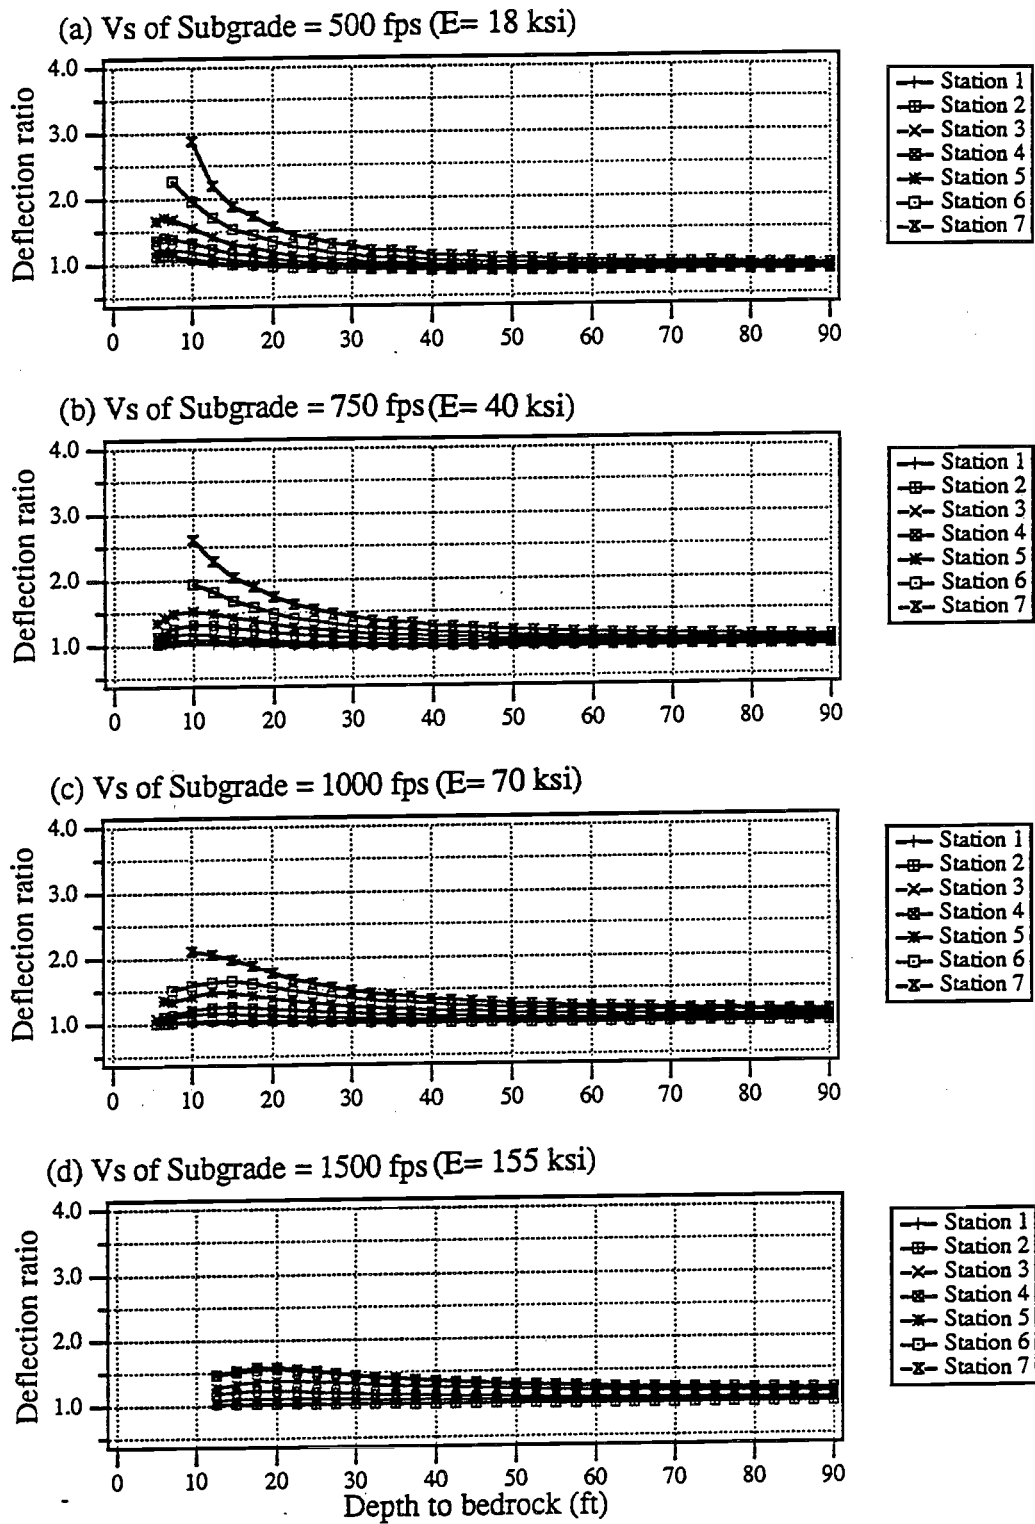 (a) Vs of Subgrade = 500 fps (E= 18 ksi)
Deflection ratio
4.0
3.0
2.0
1.0
0 10 20 30 40 50 60 70 80 90
Station 1
Station 2
Station 3
Station 4
Station 5
Station 6
Station 7
(b) Vs of Subgrade = 750 fps (E= 40 ksi)
Deflection ratio
4.0
3.0
2.0
1.0
0 10 20 30 40 50 60 70 80 90
Station 1
Station 2
Station 3
Station 4
Station 5
Station 6
Station 7
(c) Vs of Subgrade = 1000 fps (E= 70 ksi)
Deflection ratio
4.0
3.0
2.0
1.0
0 10 20 30 40 50 60 70 80 90
Station 1
Station 2
Station 3
Station 4
Station 5
Station 6
Station 7
(d) Vs of Subgrade = 1500 fps (E= 155 ksi)
Deflection ratio
4.0
3.0
2.0
1.0
0 10 20 30 40 50 60 70 80 90
Station 1
Station 2
Station 3
Station 4
Station 5
Station 6
Station 7
Depth to bedrock (ft)